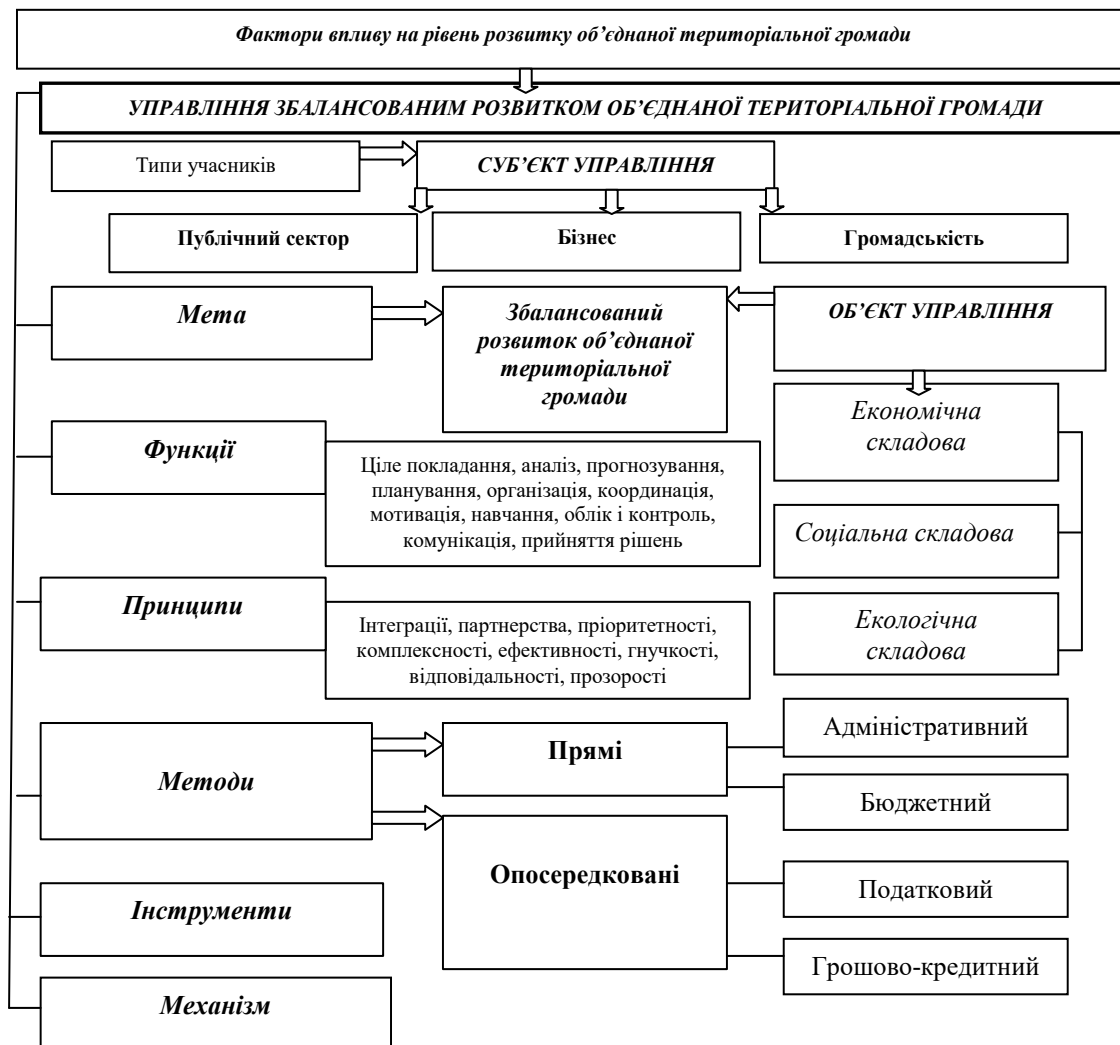 Фактори впливу на рівень розвитку об’єднаної територіальної громади
УПРАВЛІННЯ ЗБАЛАНСОВАНИМ РОЗВИТКОМ ОБ’ЄДНАНОЇ ТЕРИТОРІАЛЬНОЇ ГРОМАДИ
Типи учасників
СУБ’ЄКТ УПРАВЛІННЯ
Публічний сектор
Бізнес
Громадськість
Мета
Збалансований
розвиток об’єднаної
територіальної
громади
ОБ’ЄКТ УПРАВЛІННЯ
Економічна
складова
Функції
Ціле покладання, аналіз, прогнозування,
планування, організація, координація,
мотивація, навчання, облік і контроль,
комунікація, прийняття рішень
Соціальна складова
Принципи
Інтеграції, партнерства, пріоритетності,
комплексності, ефективності, гнучкості,
відповідальності, прозорості
Екологічна
складова
Методи
Прямі
Адміністративний
Бюджетний
Опосередковані
Податковий
Грошово-кредитний
Інструменти
Механізм